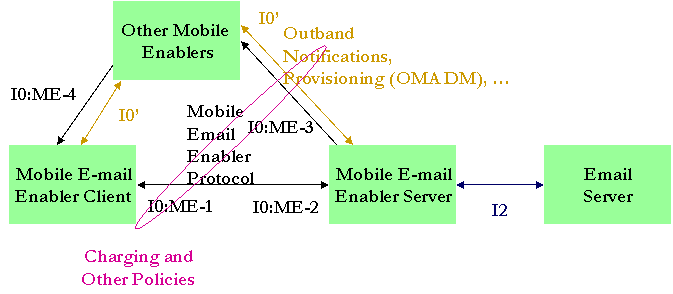 I0’
Other Mobile
Enablers
Outband
Notifications,
Provisioning (OMA DM), …
I0:ME-4
I0’
Mobile
Email
Enabler
Protocol
I0:ME-3
Mobile E-mail
Enabler Client
Mobile E-mail
Enabler Server
Email
Server
I0:ME-1
I0:ME-2
I2
Charging and
Other Policies